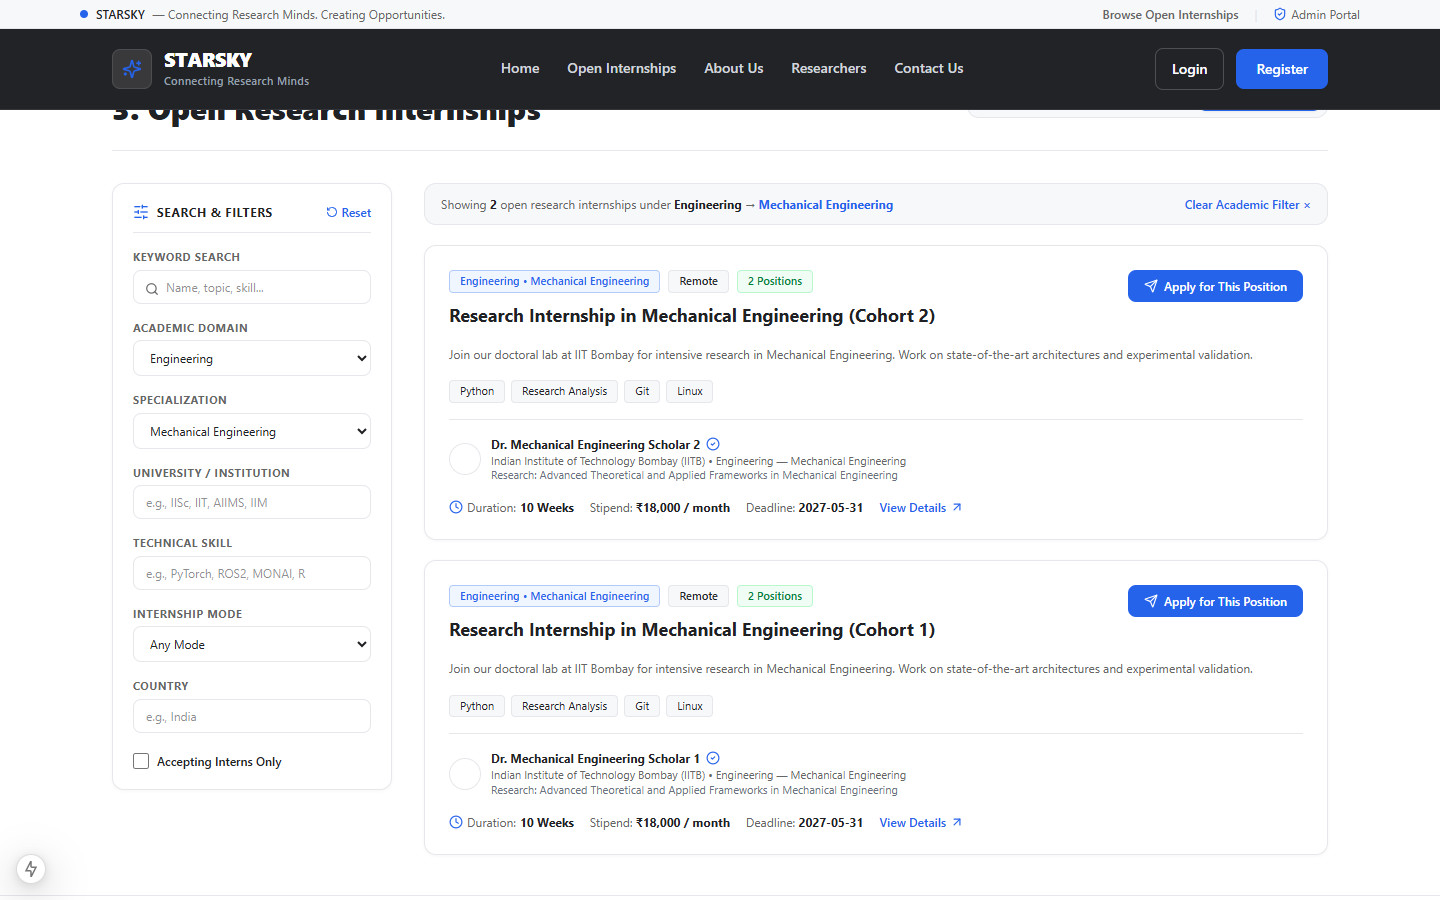 STARSKY — Connecting Research Minds. Creating Opportunities.
Browse Open Internships | Admin Portal
STARSKY
Connecting Research Minds
Home
Open Internships
About Us
Researchers
Contact Us
Login
Register
3. Open Research Internships
SEARCH & FILTERS
Reset
KEYWORD SEARCH
Name, topic, skill...
ACADEMIC DOMAIN
Engineering
SPECIALIZATION
Mechanical Engineering
UNIVERSITY / INSTITUTION
e.g., IISc, IIT, AIIMS, IIM
TECHNICAL SKILL
e.g., PyTorch, ROS2, MONAI, R
INTERNSHIP MODE
Any Mode
COUNTRY
e.g., India
Accepting Interns Only
Showing 2 open research internships under Engineering → Mechanical Engineering
Clear Academic Filter ×
Engineering • Mechanical Engineering
Remote
2 Positions
Apply for This Position
Research Internship in Mechanical Engineering (Cohort 2)
Join our doctoral lab at IIT Bombay for intensive research in Mechanical Engineering. Work on state-of-the-art architectures and experimental validation.
Python
Research Analysis
Git
Linux
Dr. Mechanical Engineering Scholar 2
Indian Institute of Technology Bombay (IITB) • Engineering — Mechanical Engineering
Research: Advanced Theoretical and Applied Frameworks in Mechanical Engineering
Duration: 10 Weeks Stipend: ₹18,000 / month Deadline: 2027-05-31 View Details
Engineering • Mechanical Engineering
Remote
2 Positions
Apply for This Position
Research Internship in Mechanical Engineering (Cohort 1)
Join our doctoral lab at IIT Bombay for intensive research in Mechanical Engineering. Work on state-of-the-art architectures and experimental validation.
Python
Research Analysis
Git
Linux
Dr. Mechanical Engineering Scholar 1
Indian Institute of Technology Bombay (IITB) • Engineering — Mechanical Engineering
Research: Advanced Theoretical and Applied Frameworks in Mechanical Engineering
Duration: 10 Weeks Stipend: ₹18,000 / month Deadline: 2027-05-31 View Details